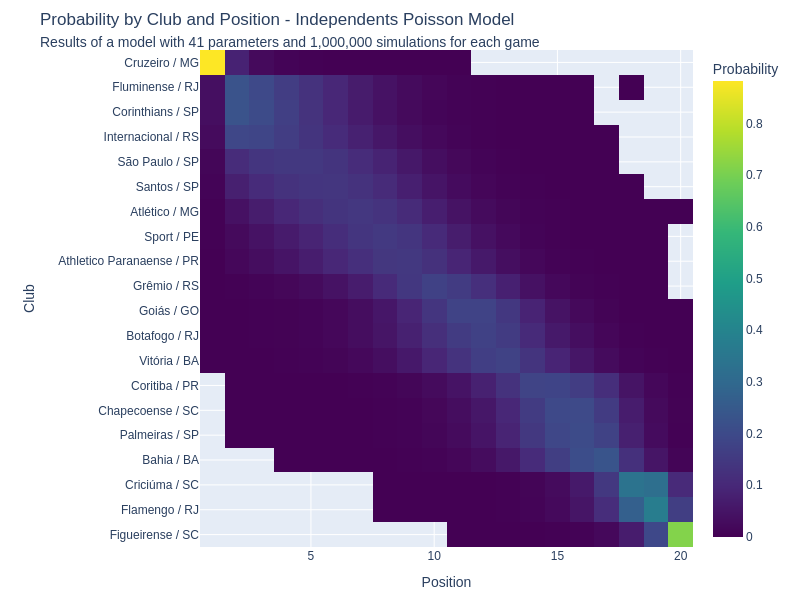 Probability by Club and Position - Independents Poisson Model
Results of a model with 41 parameters and 1,000,000 simulations for each game
Probability
Club
Cruzeiro / MG
Fluminense / RJ
Corinthians / SP
Internacional / RS
São Paulo / SP
Santos / SP
Atlético / MG
Sport / PE
Athletico Paranaense / PR
Grêmio / RS
Goiás / GO
Botafogo / RJ
Vitória / BA
Coritiba / PR
Chapecoense / SC
Palmeiras / SP
Bahia / BA
Criciúma / SC
Flamengo / RJ
Figueirense / SC
0.8
0.7
0.6
0.5
0.4
0.3
0.2
0.1
0
5 10 15 20
Position